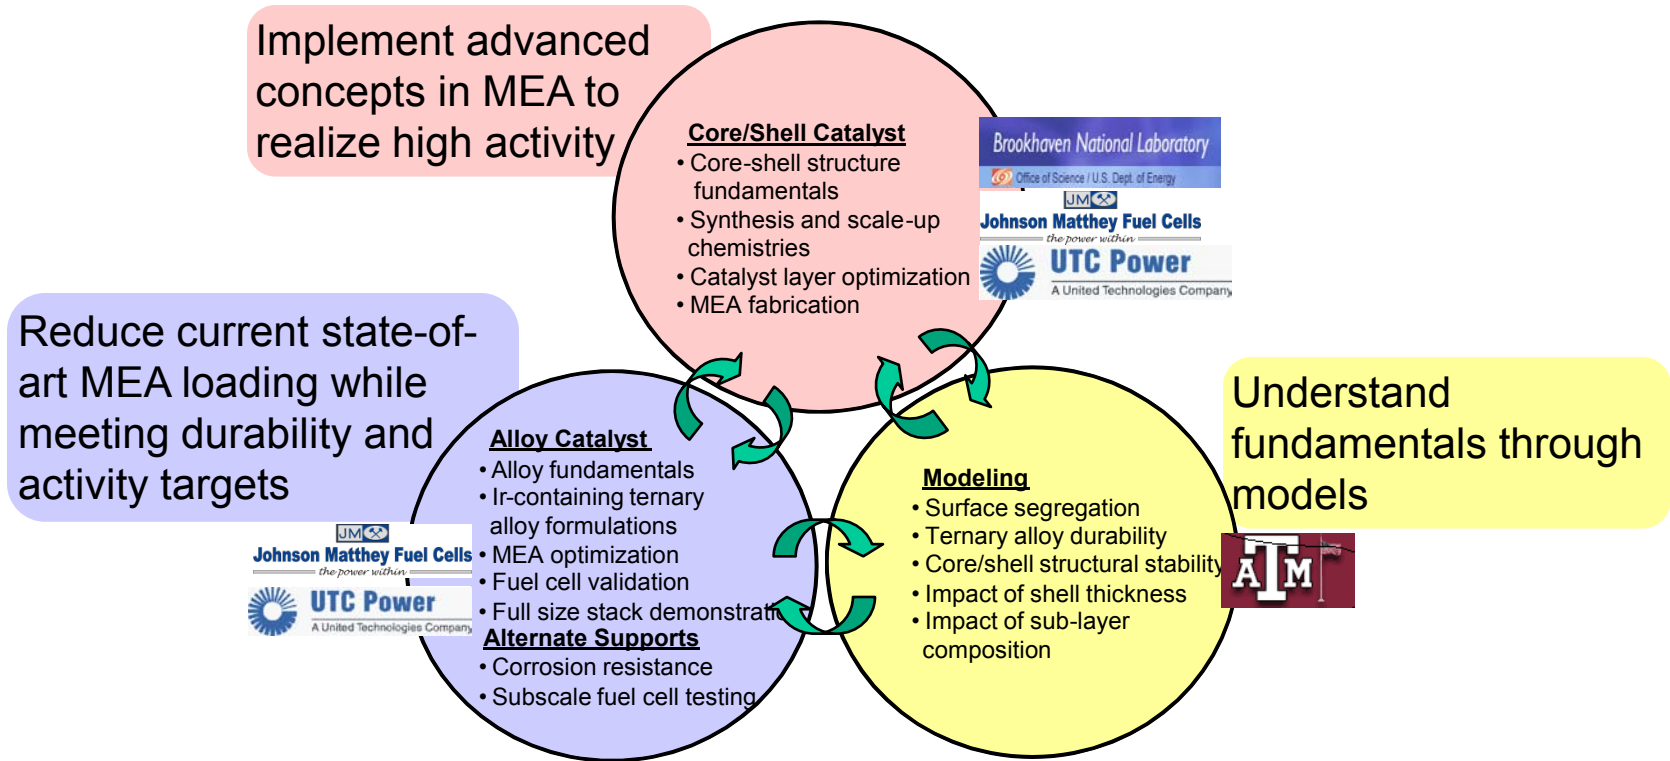 Implement advanced
concepts in MEA to
realize high activity
Core/Shell Catalyst
• Core-shell structure
fundamentals
• Synthesis and scale-up
chemistries
• Catalyst layer optimization
• MEA fabrication
Brookhaven National Laboratory
Office of Science / U.S. Dept. of Energy
JM
Johnson Matthey Fuel Cells
the power within
UTC Power
A United Technologies Company
Reduce current state-of-
art MEA loading while
meeting durability and
activity targets
Alloy Catalyst
• Alloy fundamentals
• Ir-containing ternary
alloy formulations
• MEA optimization
• Fuel cell validation
• Full size stack demonstration
Alternate Supports
• Corrosion resistance
• Subscale fuel cell testing
JM
Johnson Matthey Fuel Cells
the power within
UTC Power
A United Technologies Company
Understand
fundamentals through
models
Modeling
• Surface segregation
• Ternary alloy durability
• Core/shell structural stability
• Impact of shell thickness
• Impact of sub-layer
composition
ATM